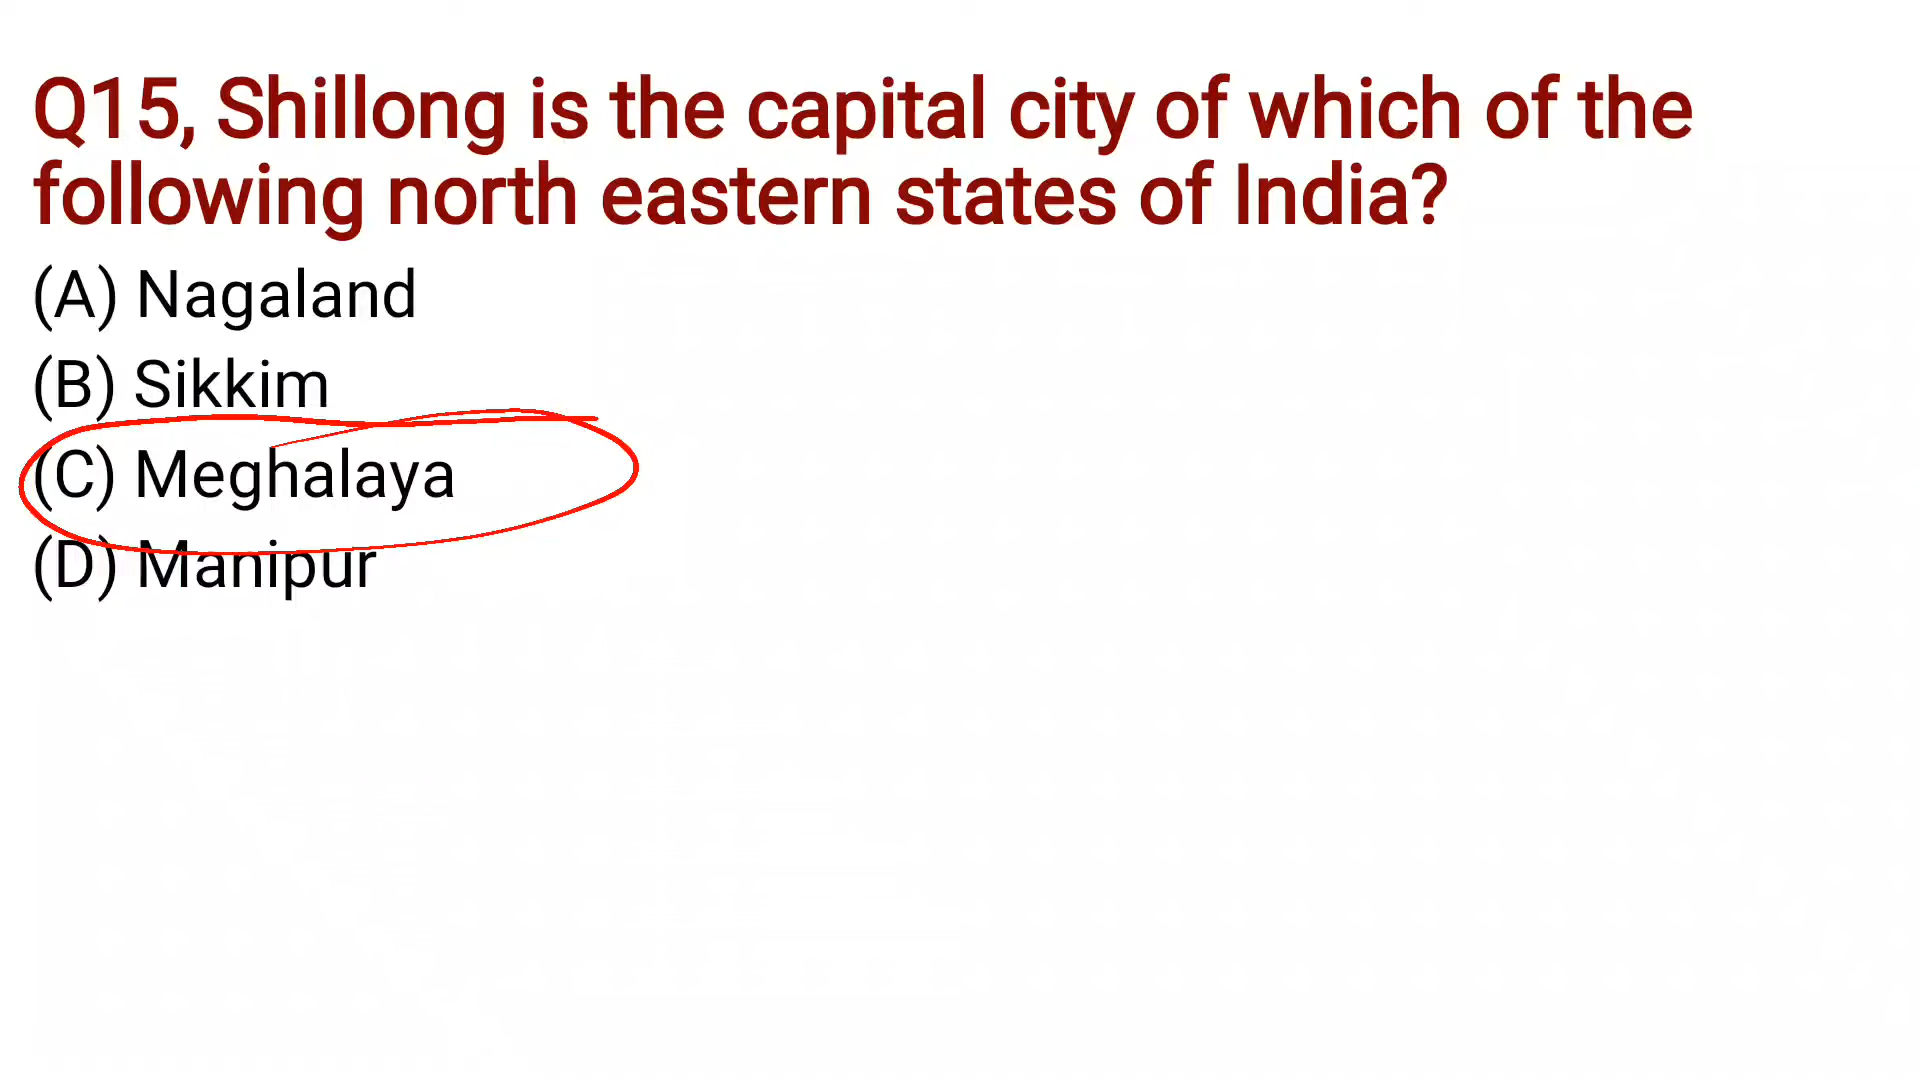 Q15, Shillong is the capital city of which of the
following north eastern states of India?
(A) Nagaland
(B) Sikkim
(C) Meghalaya
(D) Manipur